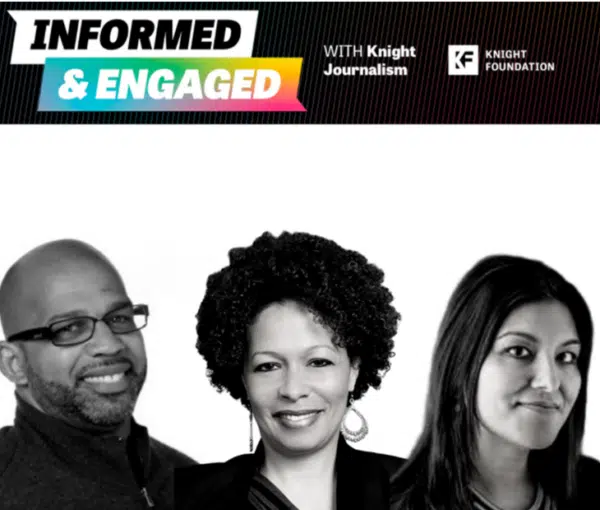 INFORMED
& ENGAGED
WITH Knight
Journalism
KF
KNIGHT
FOUNDATION